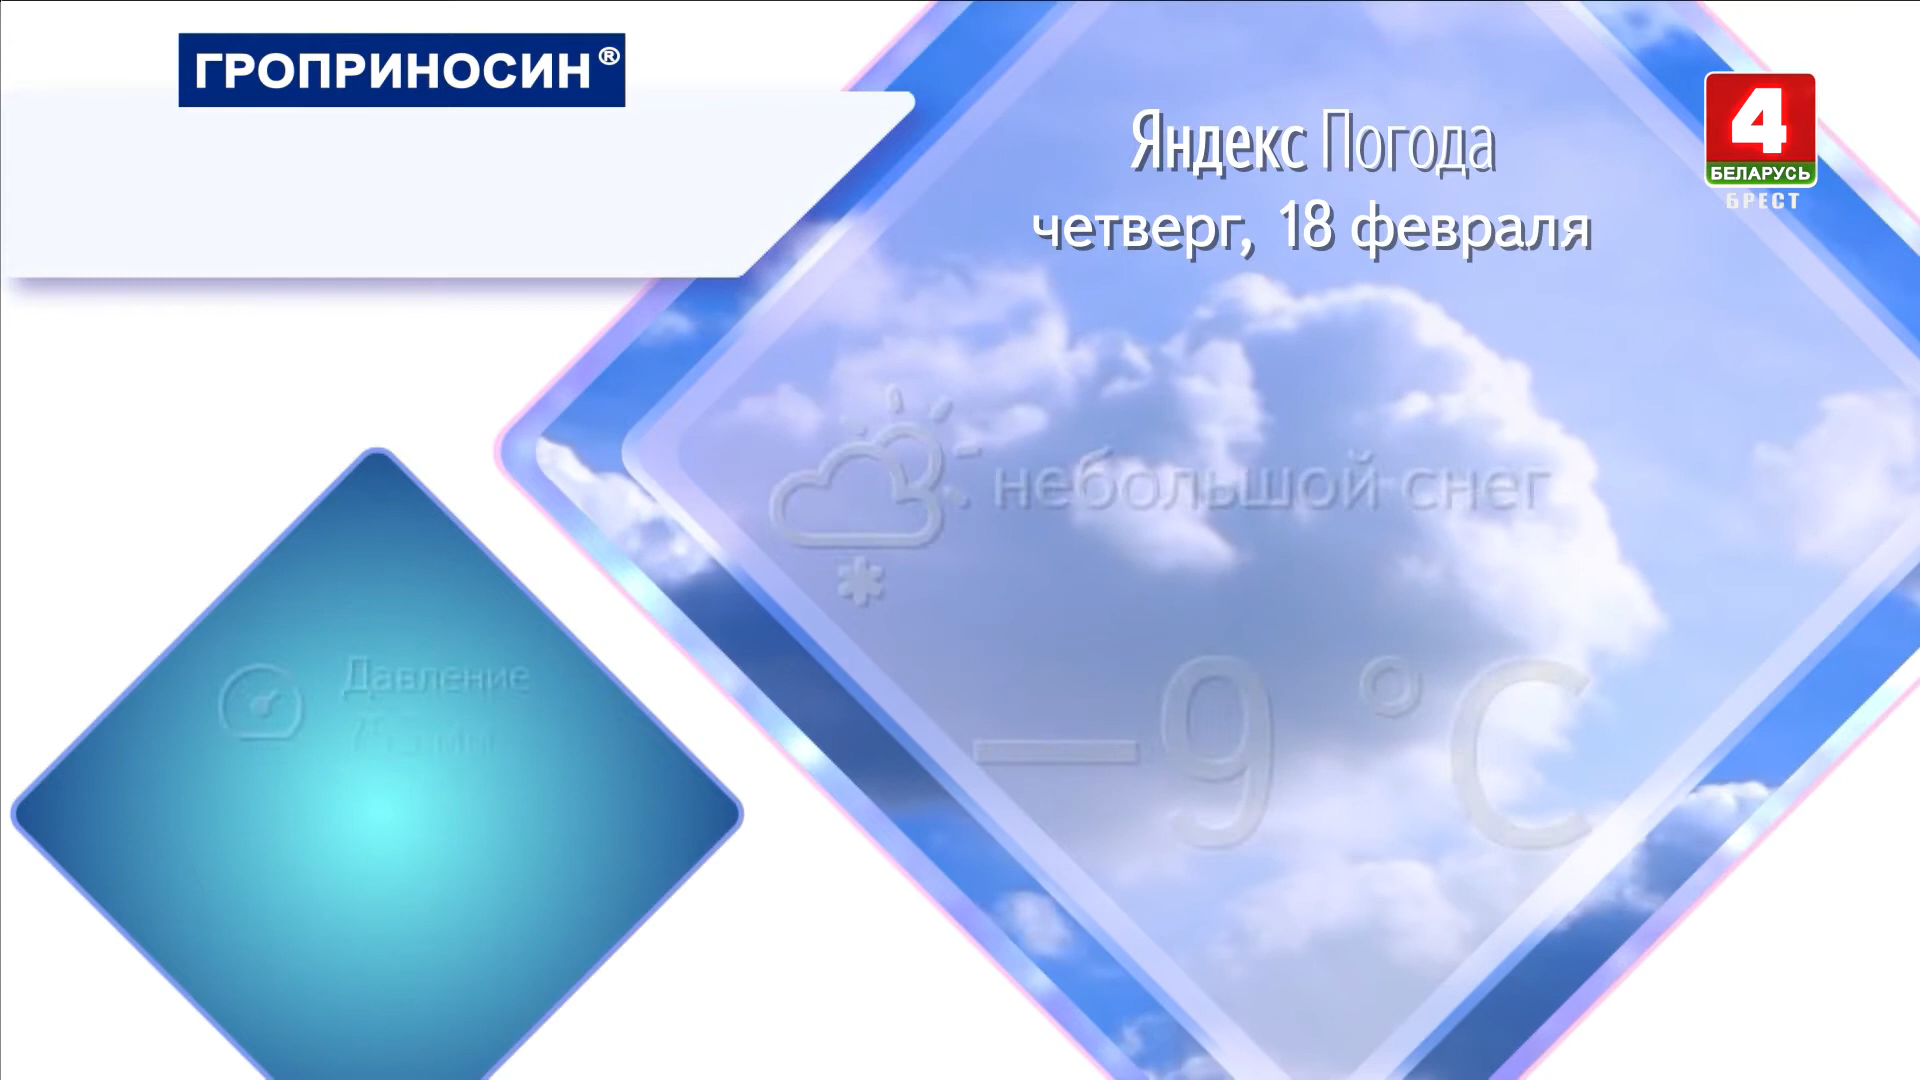 ГРОПРИНОСИН®
Яндекс Погода
четверг, 18 февраля
4
БЕЛАРУСЬ
БРЕСТ
небольшой снег
−9 °C
Давление